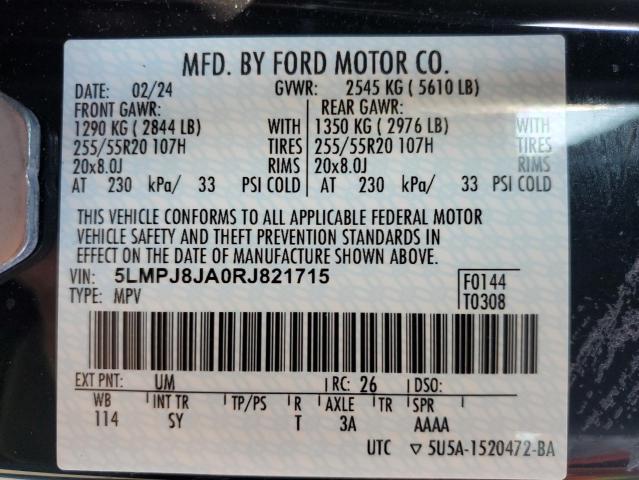 MFD. BY FORD MOTOR CO.
DATE: 02/24 GVWR: 2545 KG ( 5610 LB)
FRONT GAWR: REAR GAWR:
1290 KG ( 2844 LB) WITH 1350 KG ( 2976 LB) WITH
255/55R20 107H TIRES 255/55R20 107H TIRES
20x8.0J RIMS 20x8.0J RIMS
AT 230 kPa/ 33 PSI COLD AT 230 kPa/ 33 PSI COLD
THIS VEHICLE CONFORMS TO ALL APPLICABLE FEDERAL MOTOR
VEHICLE SAFETY AND THEFT PREVENTION STANDARDS IN
EFFECT ON THE DATE OF MANUFACTURE SHOWN ABOVE.
VIN: 5LMPJ8JA0RJ821715 F0144
TYPE: MPV T0308
EXT PNT: UM RC: 26 DSO:
WB INT TR TP/PS R AXLE TR SPR
114 SY T 3A AAAA
UTC ▽ 5U5A-1520472-BA